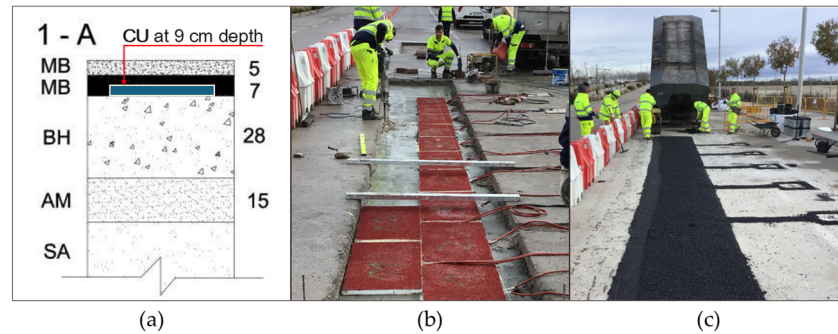 1 - A
CU at 9 cm depth
MB 5
MB 7
BH 28
AM 15
SA
(a) (b) (c)